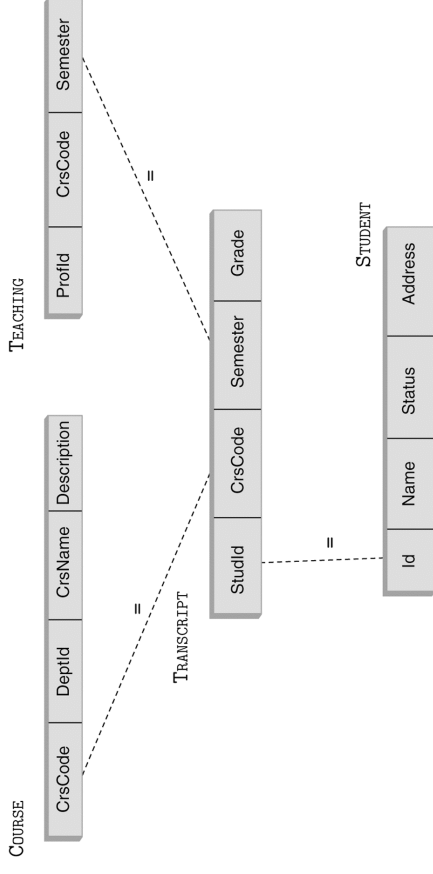 COURSE
CrsCode DeptId CrsName Description
TEACHING
ProfId CrsCode Semester
=
=
TRANSCRIPT
StudId CrsCode Semester Grade
=
STUDENT
Id Name Status Address